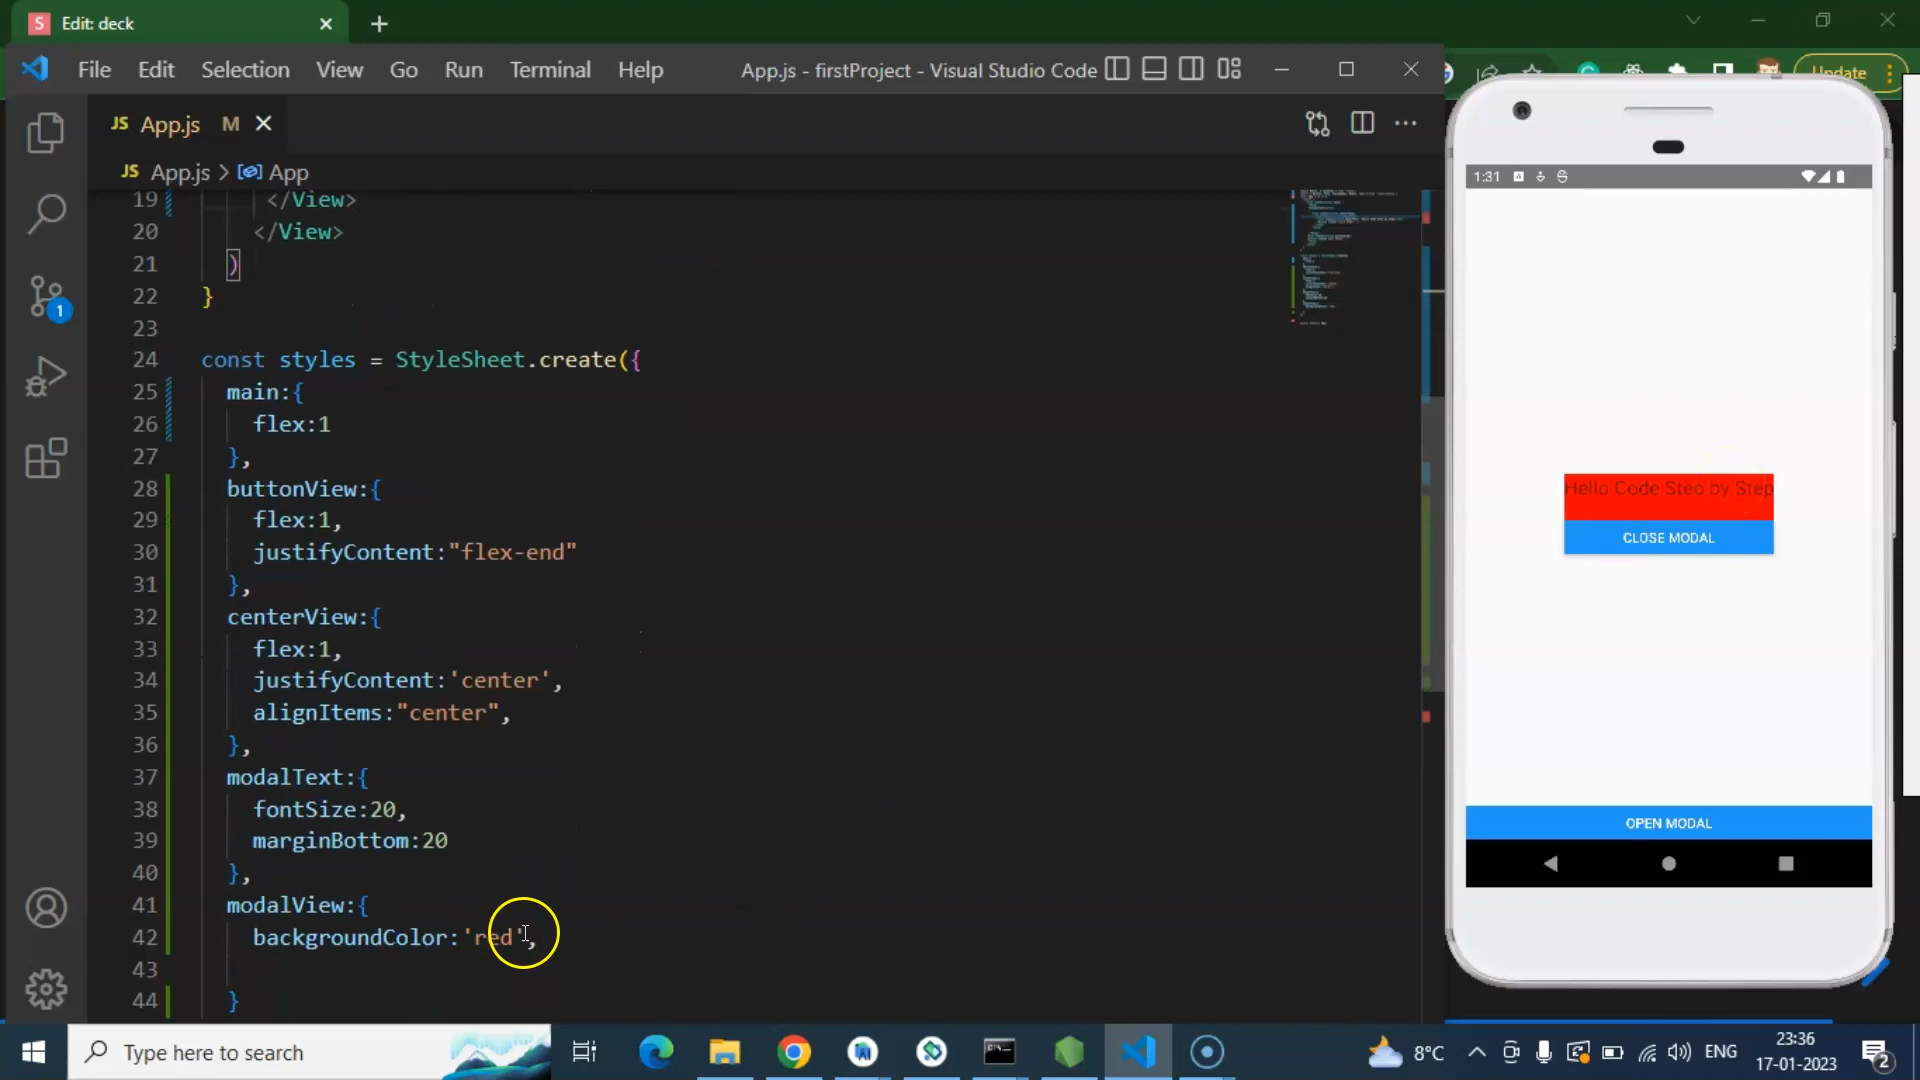 S Edit: deck
File Edit Selection View Go Run Terminal Help
App.js - firstProject - Visual Studio Code
Update
JS App.js M
JS App.js > App
19 </View>
20 </View>
21 )
22 }
23
24 const styles = StyleSheet.create({
25 main:{
26 flex:1
27 },
28 buttonView:{
29 flex:1,
30 justifyContent:"flex-end"
31 },
32 centerView:{
33 flex:1,
34 justifyContent:'center',
35 alignItems:"center",
36 },
37 modalText:{
38 fontSize:20,
39 marginBottom:20
40 },
41 modalView:{
42 backgroundColor:'red',
43
44 }
1
1:31
Hello Code Step by Step
CLOSE MODAL
OPEN MODAL
Type here to search
8°C
ENG
23:36
17-01-2023
2